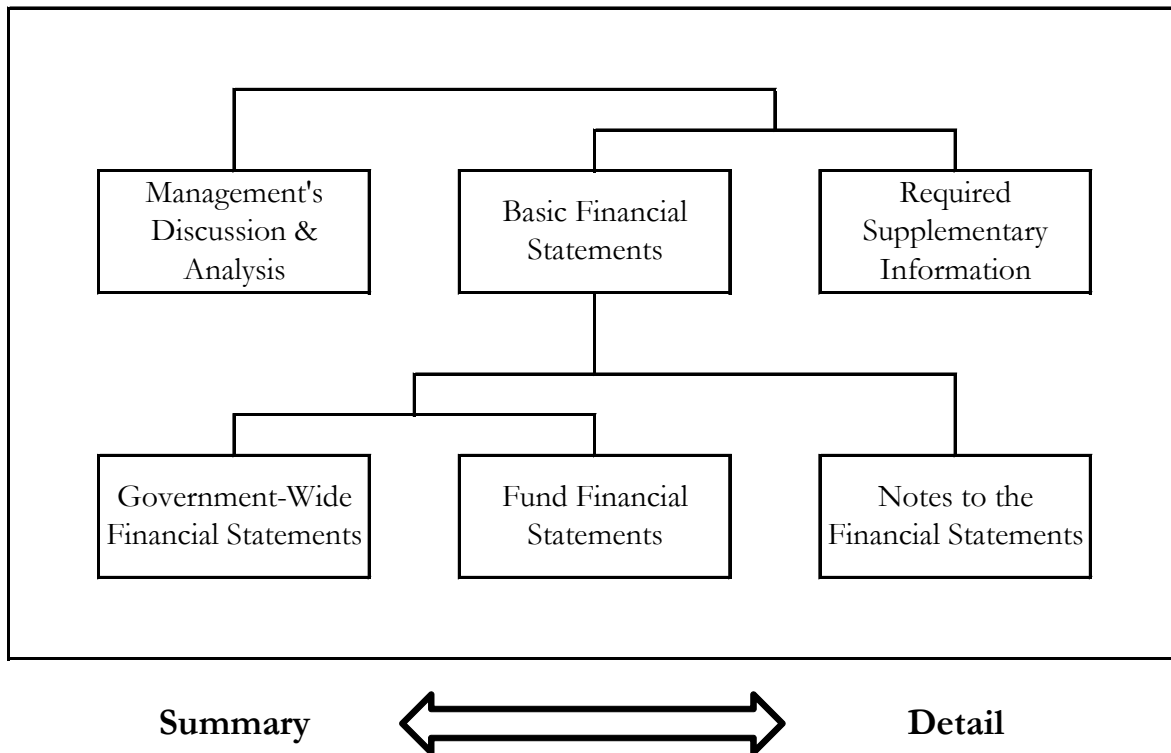 Management's
Discussion &
Analysis
Basic Financial
Statements
Required
Supplementary
Information
Government-Wide
Financial Statements
Fund Financial
Statements
Notes to the
Financial Statements
Summary
Detail